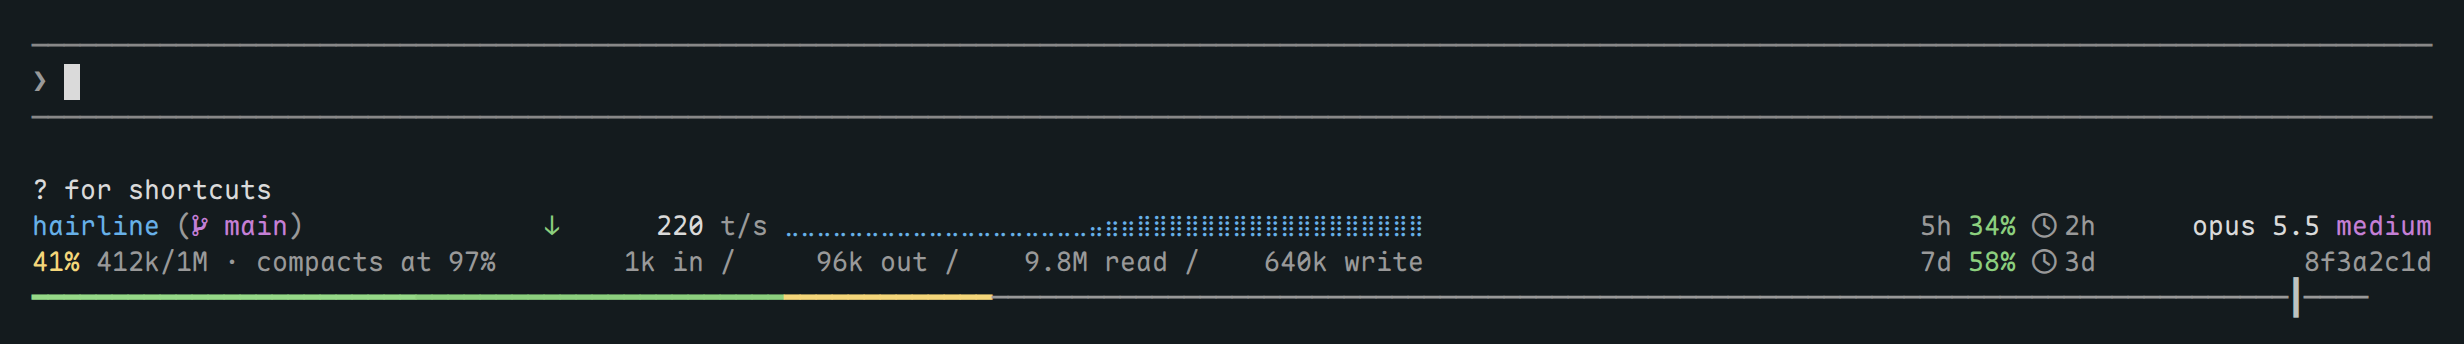 ❯
? for shortcuts
hairline (main) ↓ 220 t/s 5h 34% 2h opus 5.5 medium
41% 412k/1M · compacts at 97% 1k in / 96k out / 9.8M read / 640k write 7d 58% 3d 8f3a2c1d